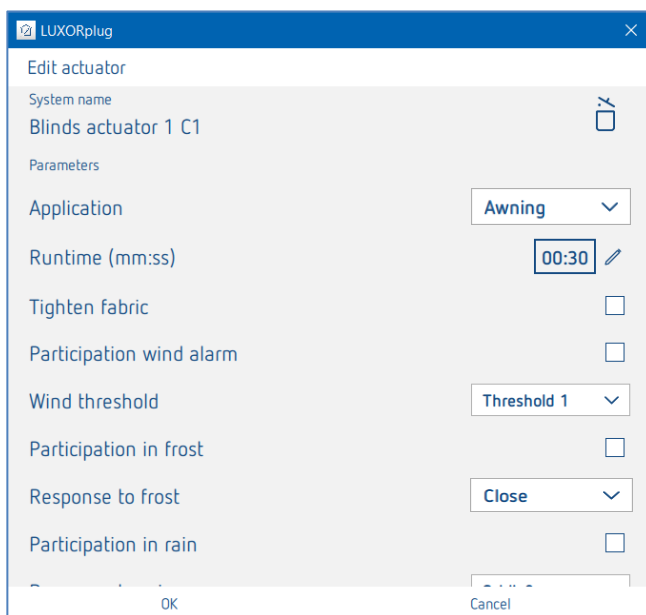 LUXORplug
Edit actuator
System name
Blinds actuator 1 C1
Parameters
Application Awning
Runtime (mm:ss) 00:30
Tighten fabric
Participation wind alarm
Wind threshold Threshold 1
Participation in frost
Response to frost Close
Participation in rain
OK Cancel